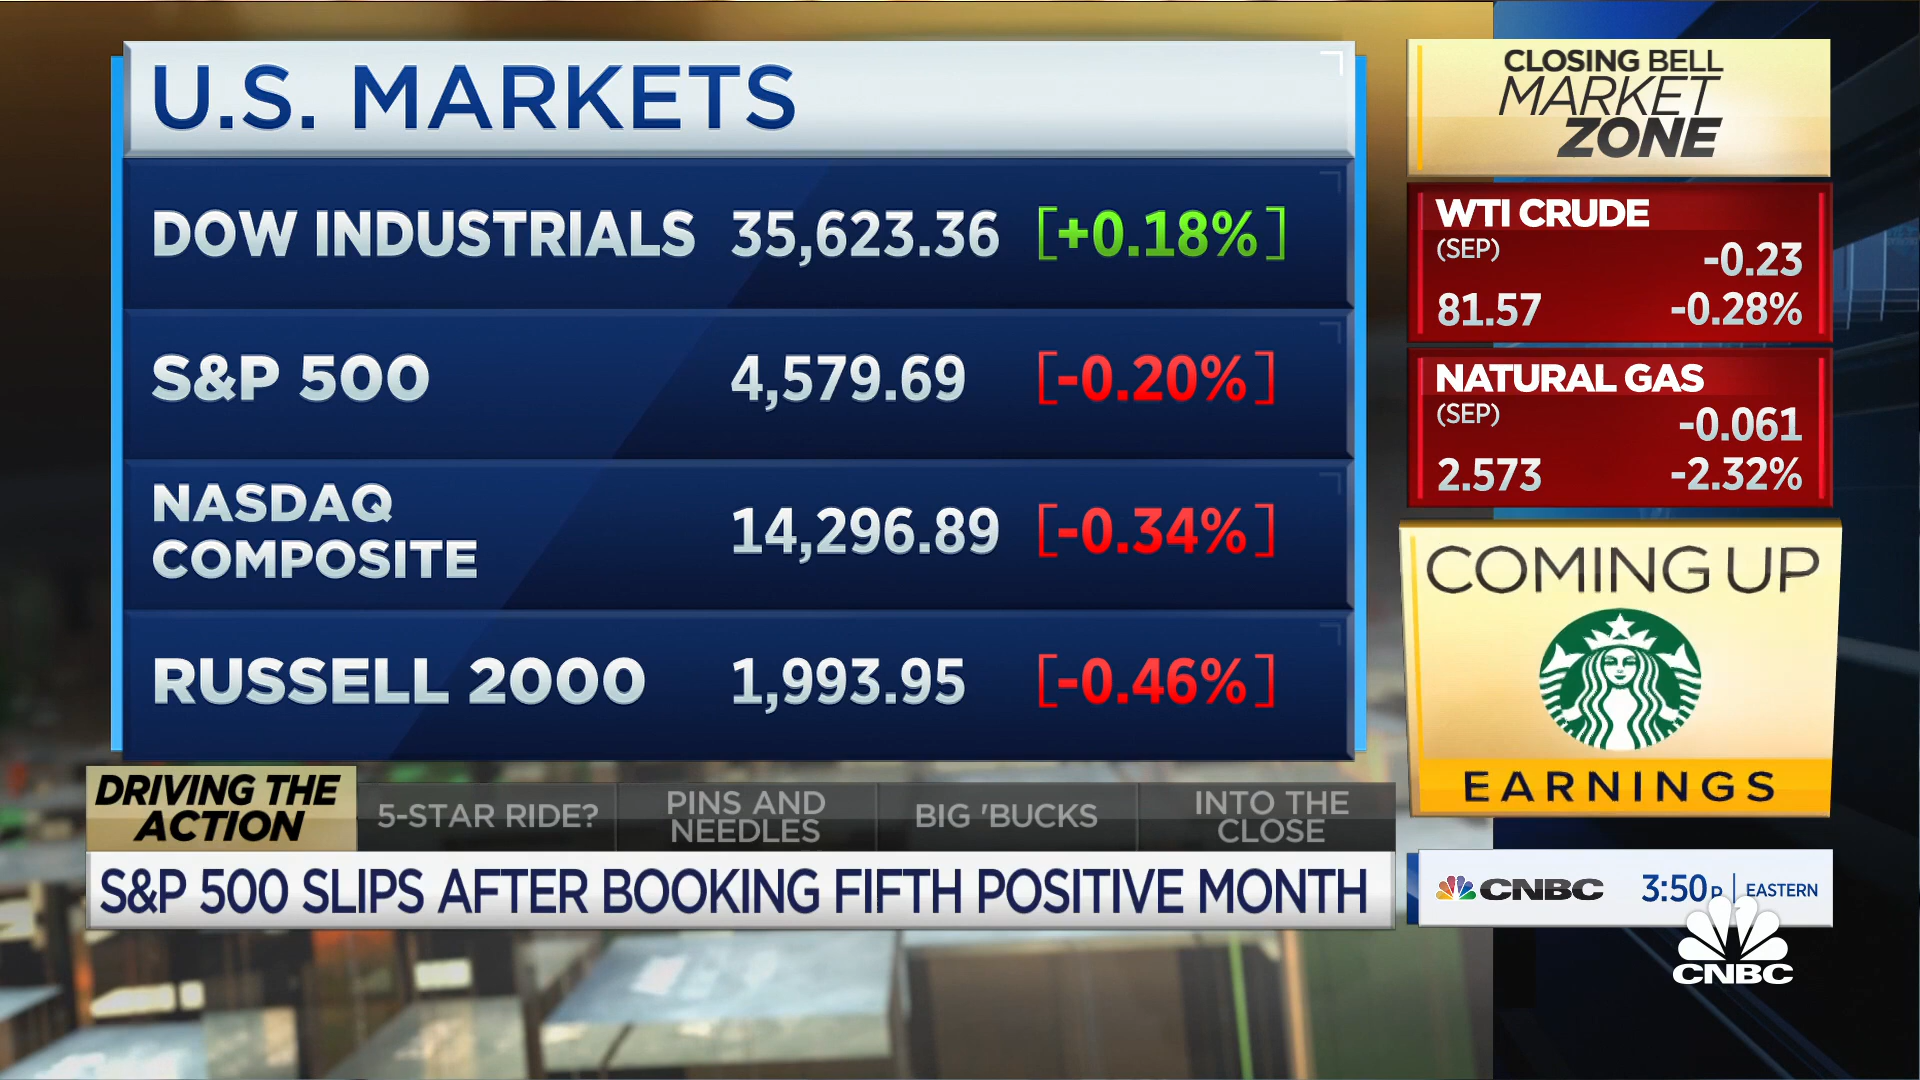 U.S. MARKETS
DOW INDUSTRIALS 35,623.36 [+0.18%]
S&P 500 4,579.69 [-0.20%]
NASDAQ
COMPOSITE 14,296.89 [-0.34%]
RUSSELL 2000 1,993.95 [-0.46%]
CLOSING BELL
MARKET
ZONE
WTI CRUDE
(SEP) -0.23
81.57 -0.28%
NATURAL GAS
(SEP) -0.061
2.573 -2.32%
COMING UP
EARNINGS
DRIVING THE
ACTION
5-STAR RIDE?
PINS AND
NEEDLES
BIG 'BUCKS
INTO THE
CLOSE
S&P 500 SLIPS AFTER BOOKING FIFTH POSITIVE MONTH
CNBC 3:50P EASTERN
CNBC